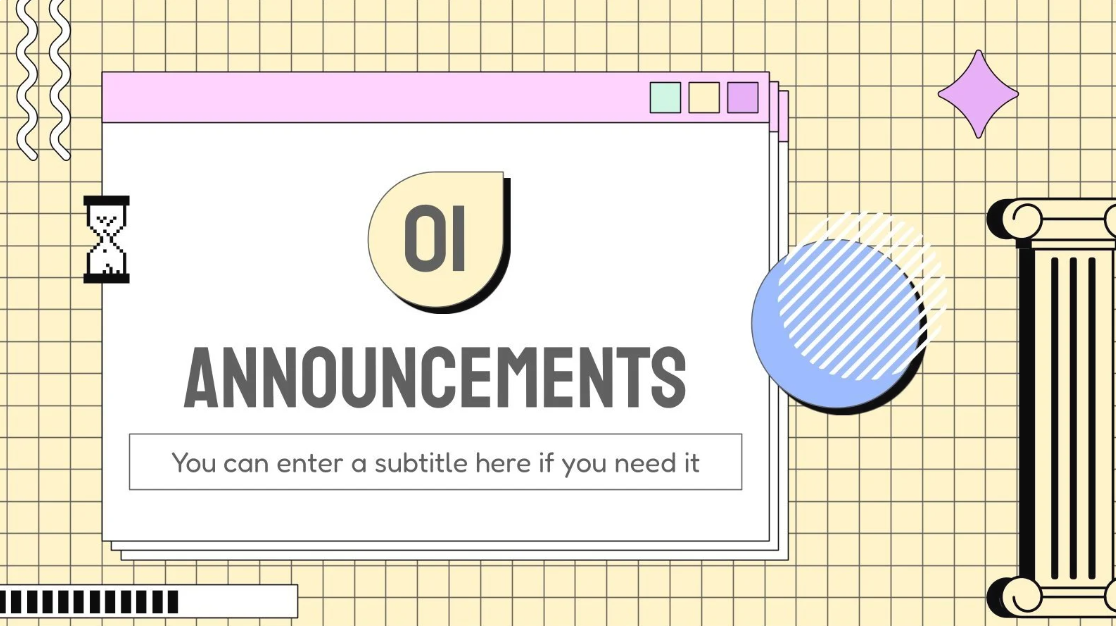 01
ANNOUNCEMENTS
You can enter a subtitle here if you need it